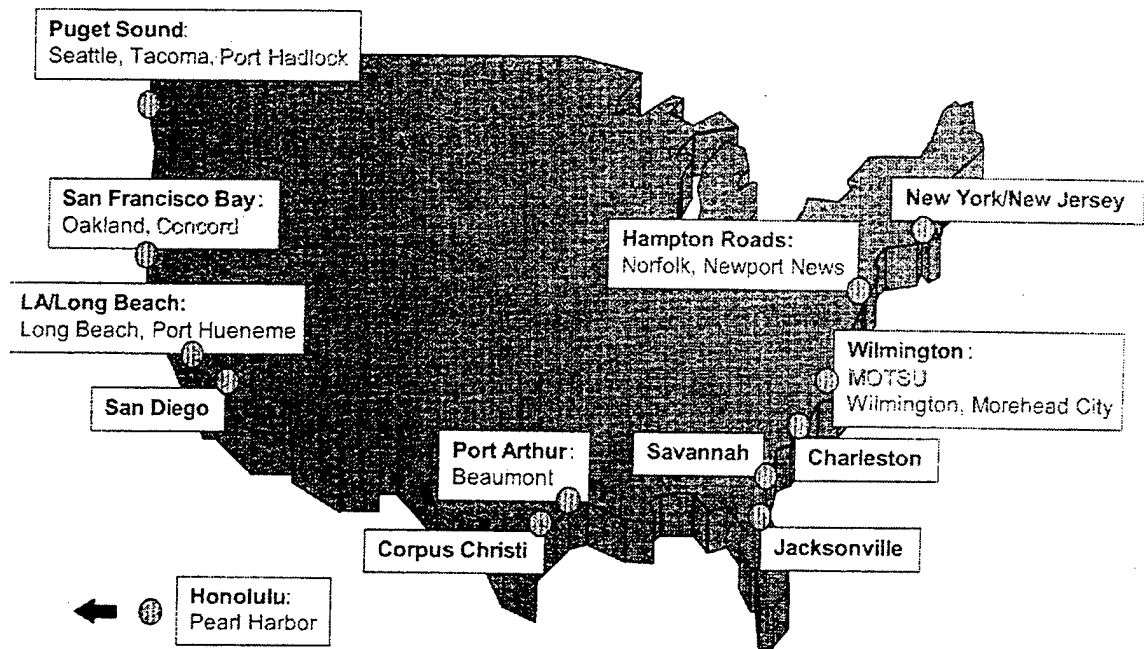 Puget Sound:
Seattle, Tacoma, Port Hadlock
San Francisco Bay:
Oakland, Concord
New York/New Jersey
Hampton Roads:
Norfolk, Newport News
LA/Long Beach:
Long Beach, Port Hueneme
Wilmington:
MOTSU
Wilmington, Morehead City
San Diego
Port Arthur:
Beaumont
Savannah
Charleston
Corpus Christi
Jacksonville
Honolulu:
Pearl Harbor